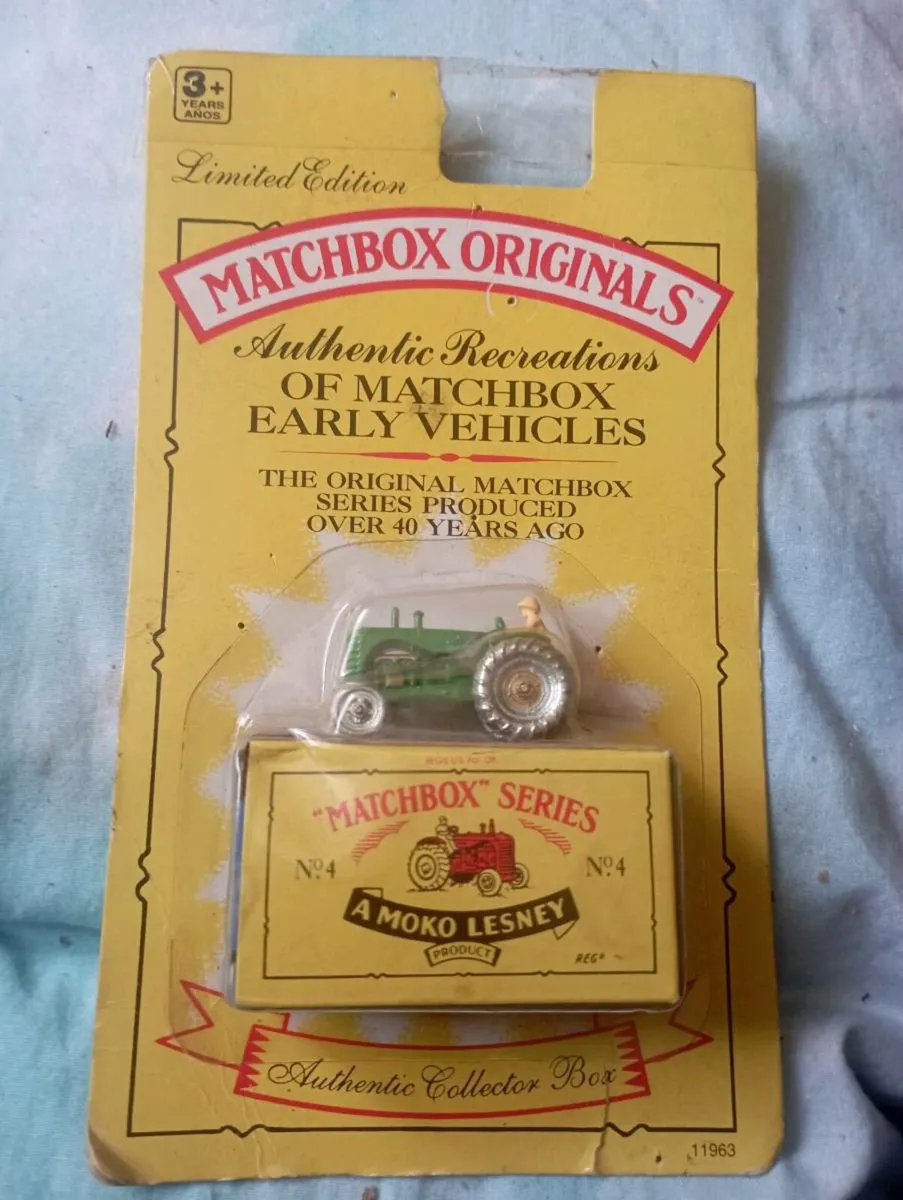 3+
YEARS
AÑOS
Limited Edition
MATCHBOX ORIGINALS™
Authentic Recreations
OF MATCHBOX
EARLY VEHICLES
THE ORIGINAL MATCHBOX
SERIES PRODUCED
OVER 40 YEARS AGO
"MATCHBOX" SERIES
Nº.4
Nº.4
A MOKO LESNEY
PRODUCT
REGD
Authentic Collector Box
11963